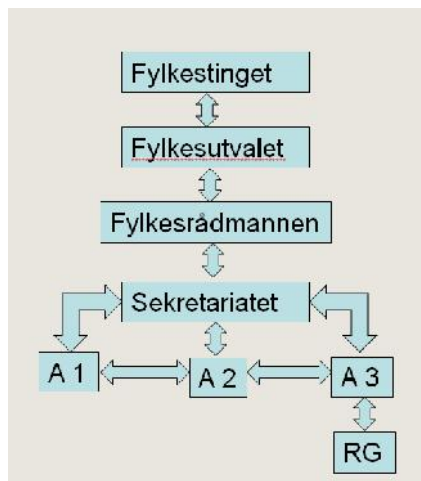 Fylkestinget
Fylkesutvalet
Fylkesrådmannen
Sekretariatet
A 1
A 2
A 3
RG